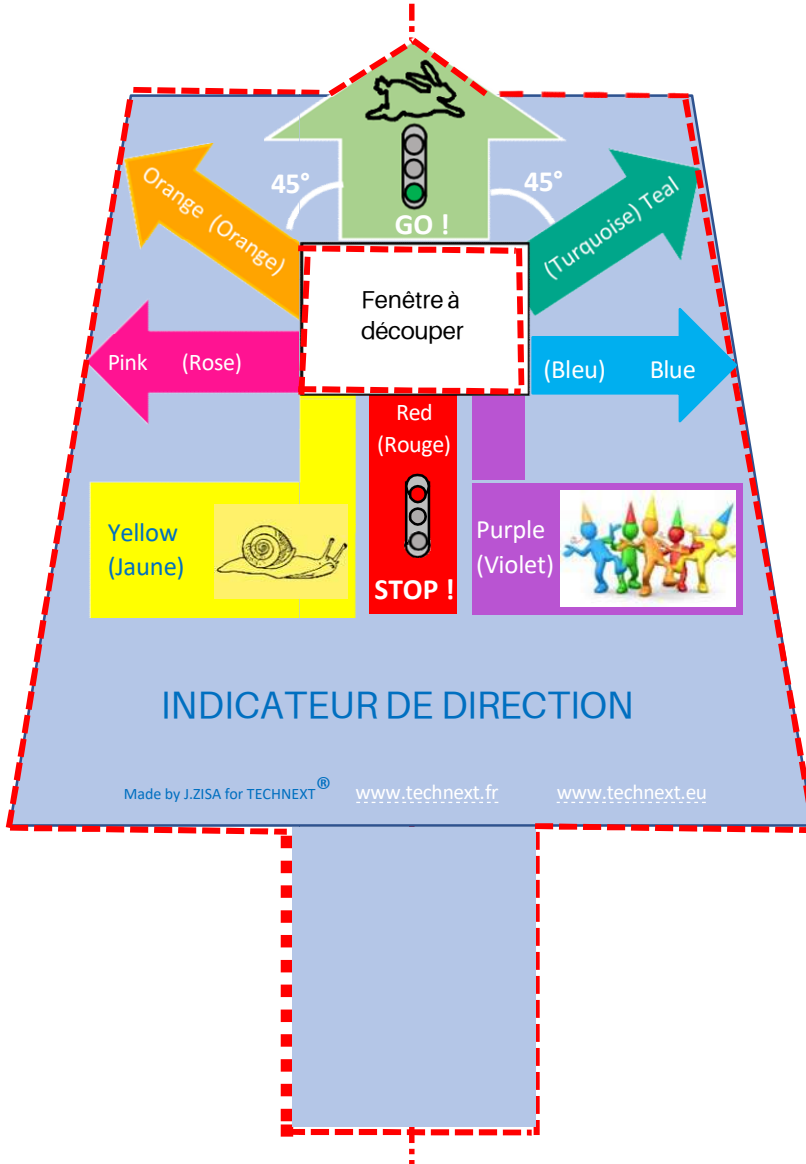 45°
45°
GO !
Orange (Orange)
(Turquoise) Teal
Fenêtre à
découper
Pink (Rose)
(Bleu) Blue
Red
(Rouge)
Yellow
(Jaune)
Purple
(Violet)
STOP !
INDICATEUR DE DIRECTION
Made by J.ZISA for TECHNEXT® www.technext.fr www.technext.eu